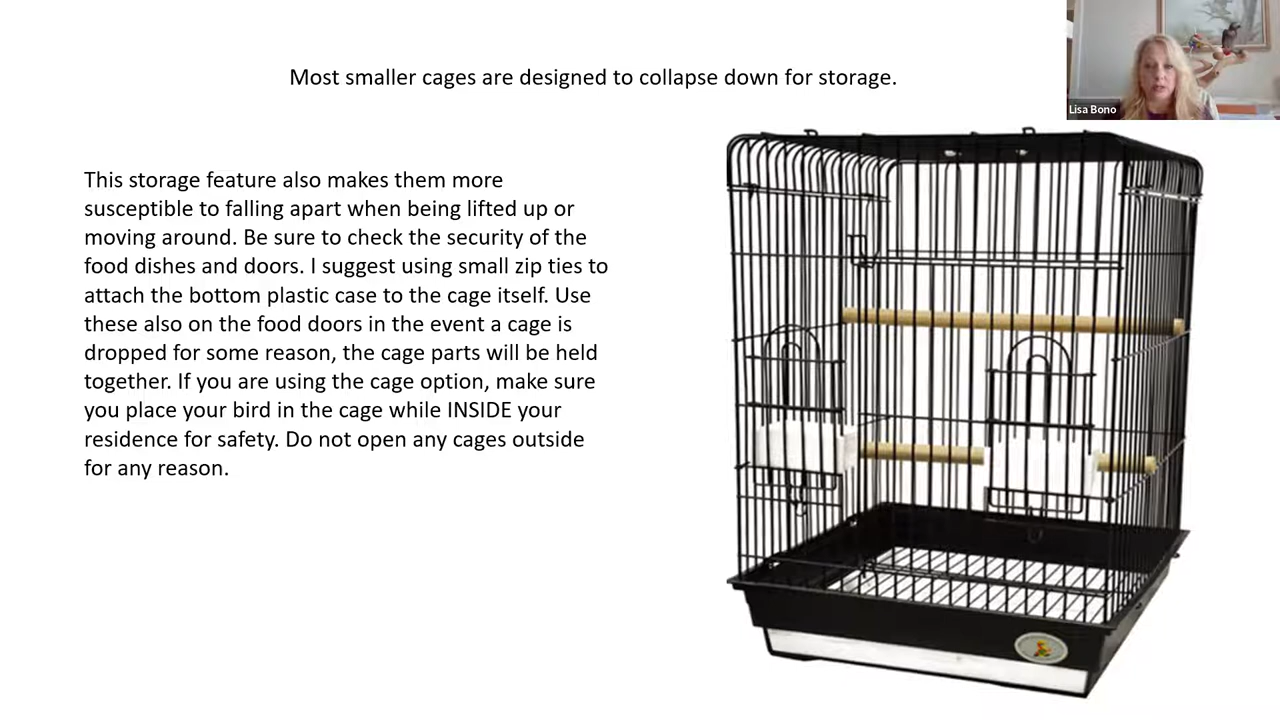 Most smaller cages are designed to collapse down for storage.
Lisa Bono
This storage feature also makes them more
susceptible to falling apart when being lifted up or
moving around. Be sure to check the security of the
food dishes and doors. I suggest using small zip ties to
attach the bottom plastic case to the cage itself. Use
these also on the food doors in the event a cage is
dropped for some reason, the cage parts will be held
together. If you are using the cage option, make sure
you place your bird in the cage while INSIDE your
residence for safety. Do not open any cages outside
for any reason.